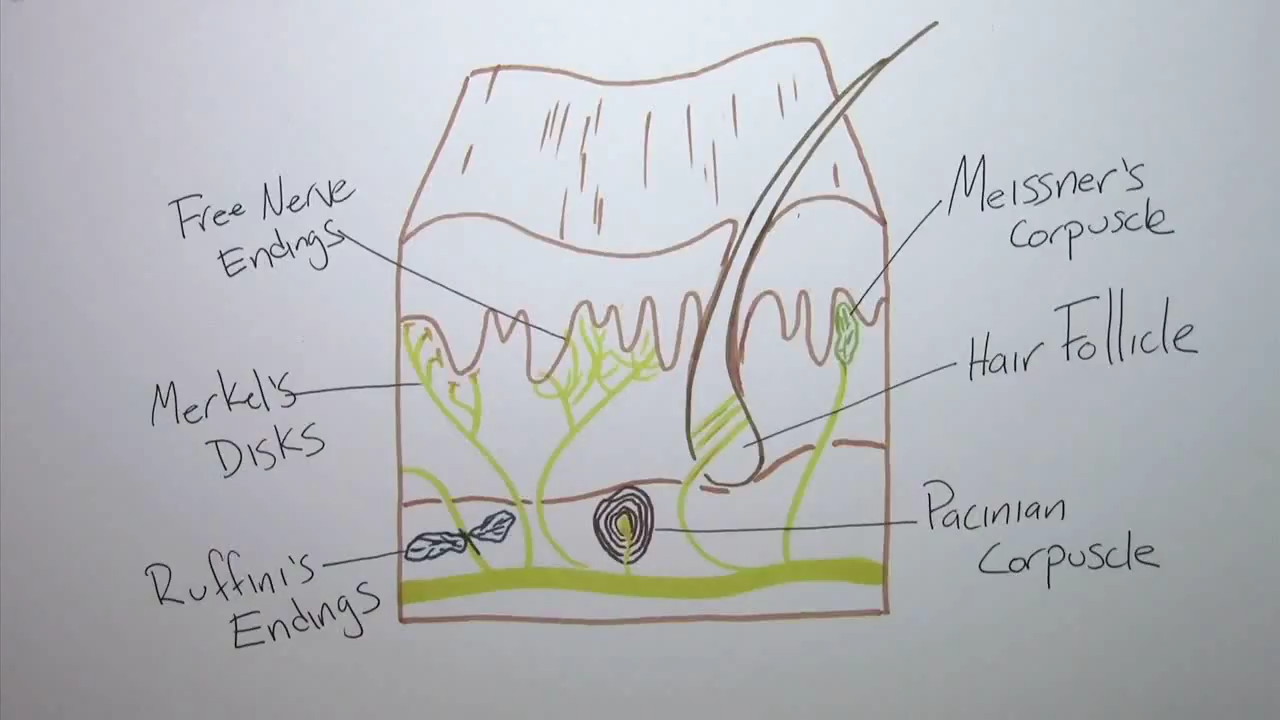 Free Nerve
Endings
Merkel's
Disks
Ruffini's
Endings
Meissner's
Corpuscle
Hair Follicle
Pacinian
Corpuscle